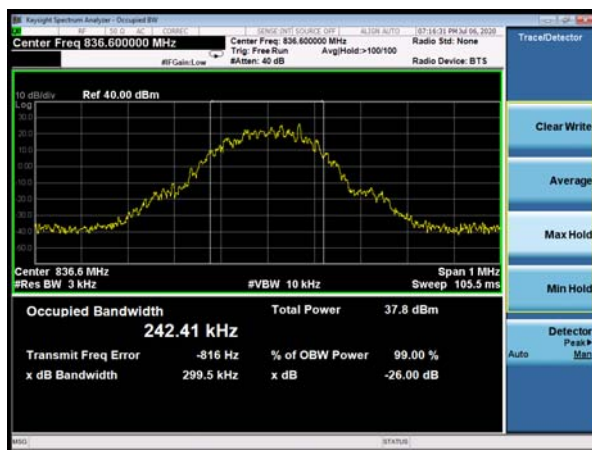 Keysight Spectrum Analyzer - Occupied BW
RF 50 Ω AC CORREC SENSE:INT SOURCE OFF ALIGN AUTO 07:16:31 PM Jul 06, 2020
Center Freq 836.600000 MHz
Center Freq: 836.600000 MHz
Radio Std: None
Trig: Free Run Avg|Hold:>100/100
#IFGain:Low #Atten: 40 dB Radio Device: BTS
10 dB/div Ref 40.00 dBm
Log
30.0
20.0
10.0
0.00
10.0
20.0
30.0
40.0
60.0
Center 836.6 MHz Span 1 MHz
#Res BW 3 kHz #VBW 10 kHz Sweep 105.5 ms
Occupied Bandwidth Total Power 37.8 dBm
242.41 kHz
Transmit Freq Error -816 Hz % of OBW Power 99.00 %
x dB Bandwidth 299.5 kHz x dB -26.00 dB
MSG STATUS
Trace/Detector
Clear Write
Average
Max Hold
Min Hold
Detector
Peak▶
Auto Man